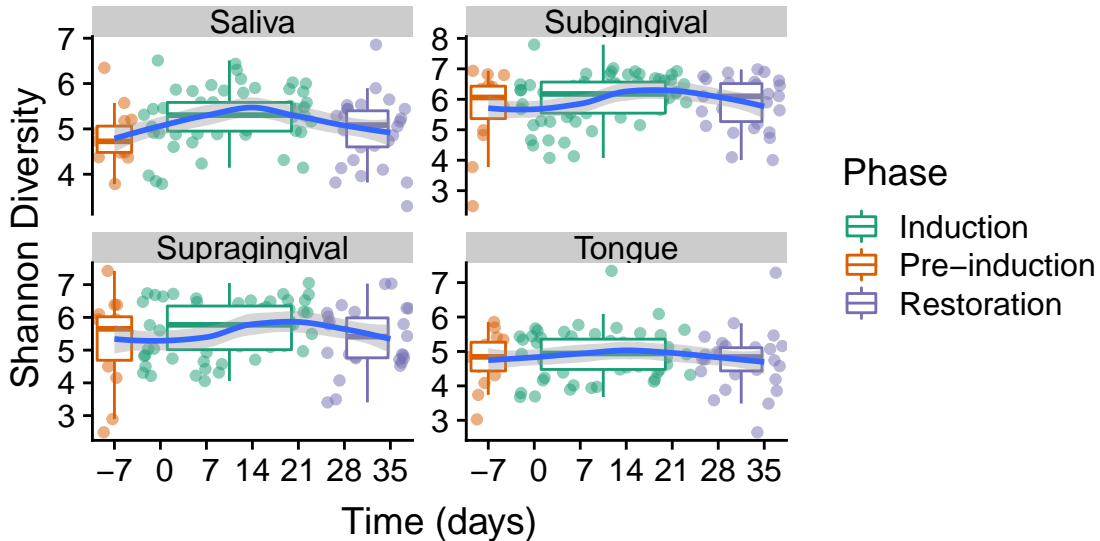 Saliva
Subgingival
7
6
5
4
8
7
6
5
4
3
Supragingival
Tongue
7
6
5
4
3
7
6
5
4
3
−7 0 7 14 21 28 35
−7 0 7 14 21 28 35
Time (days)
Shannon Diversity
Phase
Induction
Pre−induction
Restoration